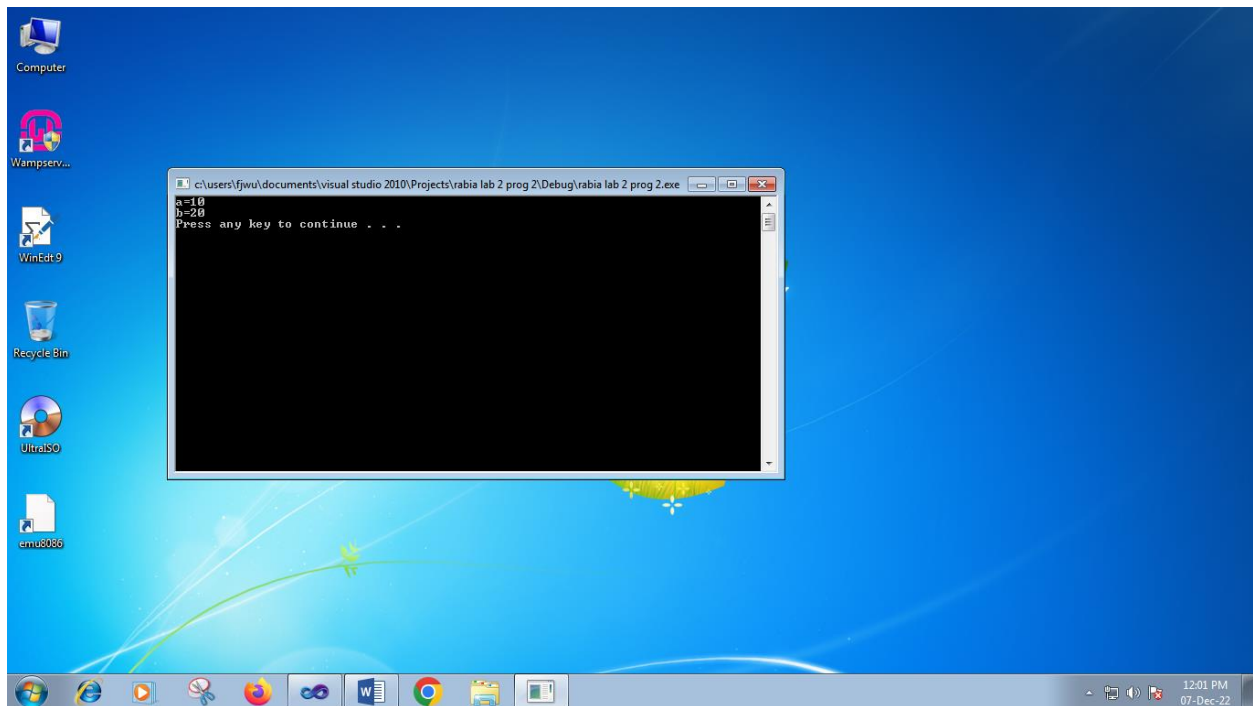 Computer
Wampserv...
WinEdt 9
Recycle Bin
UltraISO
emu8086
c:\users\fjwu\documents\visual studio 2010\Projects\rabia lab 2 prog 2\Debug\rabia lab 2 prog 2.exe
a=10
b=20
Press any key to continue . . .
12:01 PM
07-Dec-22